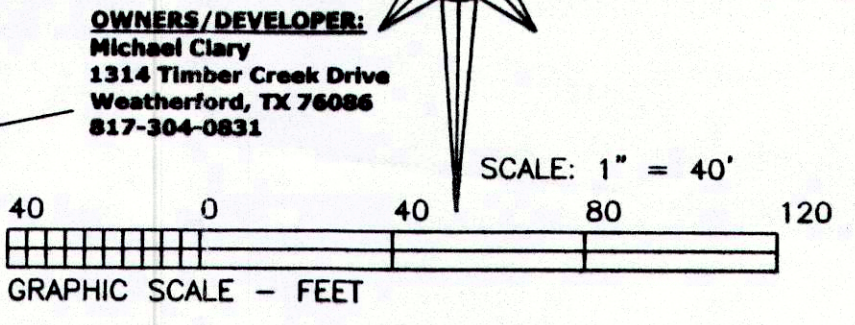 OWNERS/DEVELOPER:
Michael Clary
1314 Timber Creek Drive
Weatherford, TX 76086
817-304-0831
SCALE: 1" = 40'
40 0 40 80 120
GRAPHIC SCALE - FEET